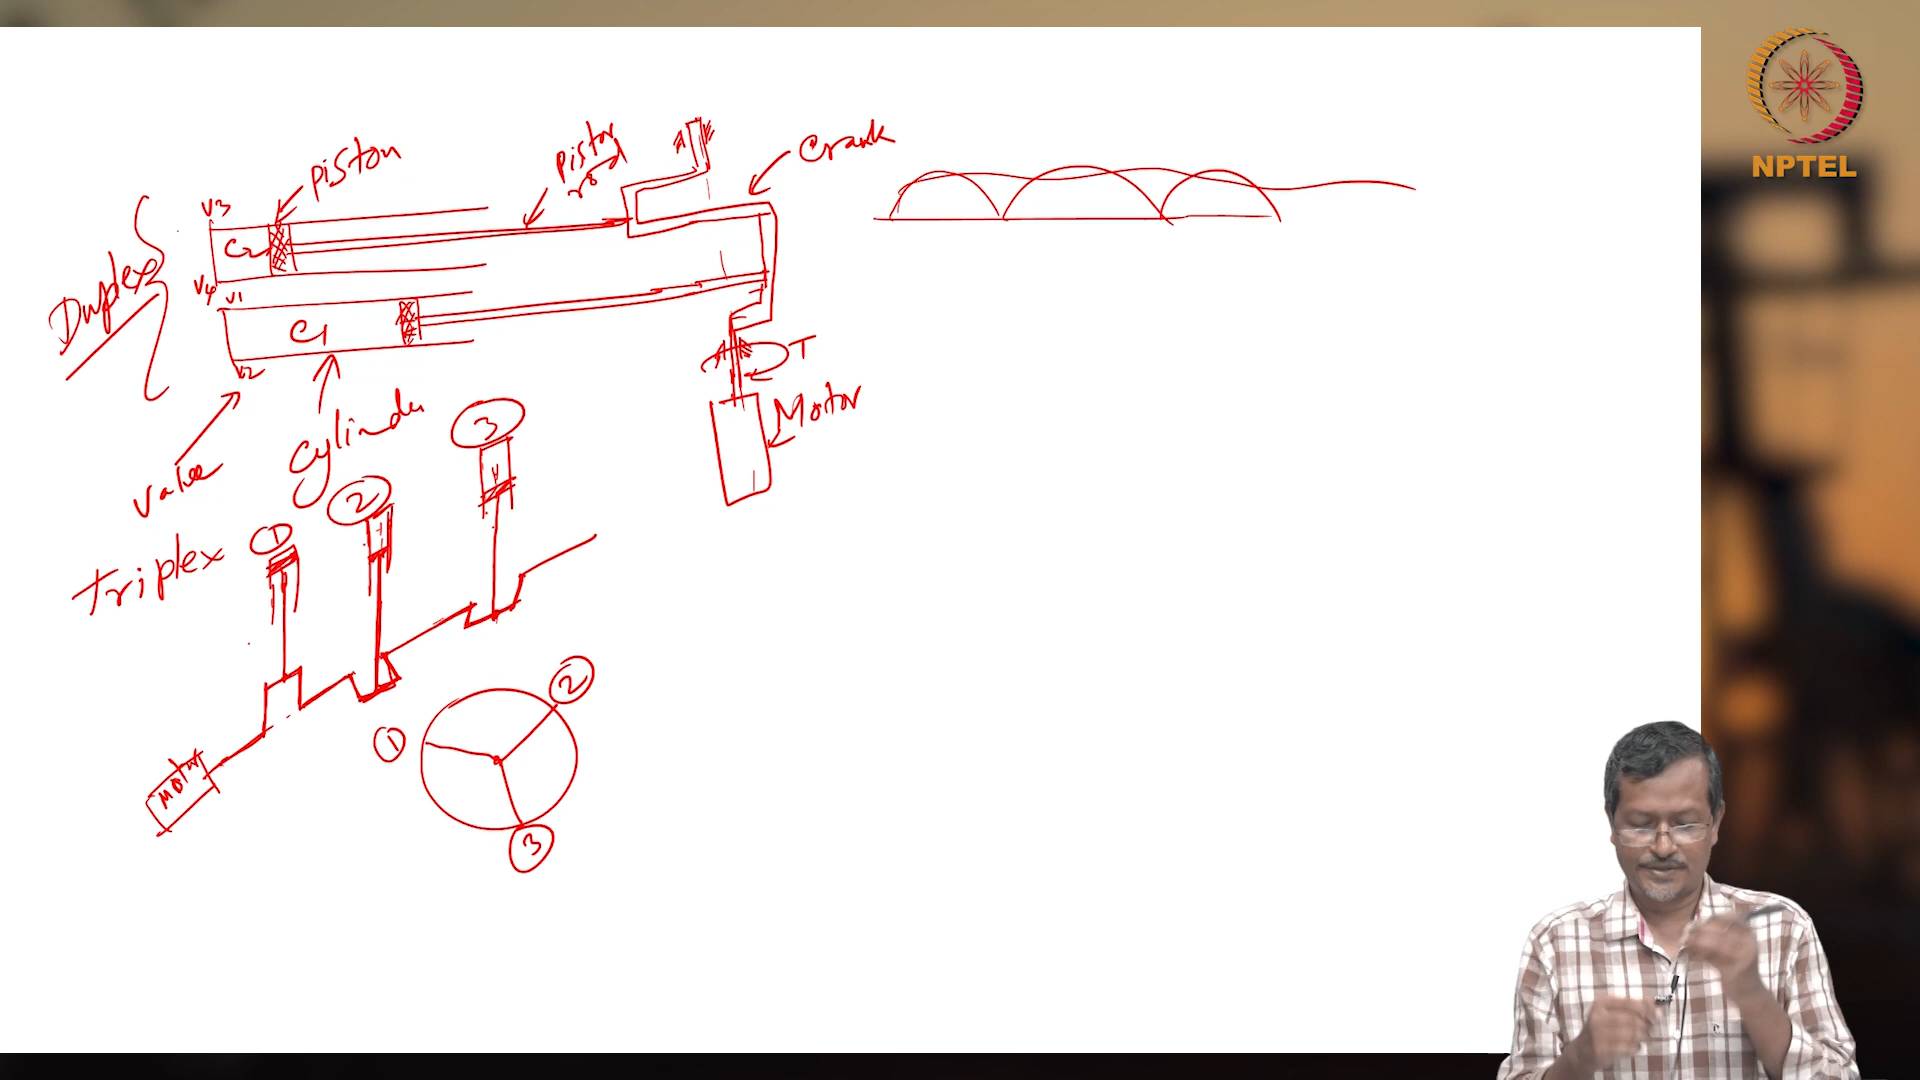 piston
piston
rod
Crank
V3
C2
V4
V1
Duplex
C1
V2
T
Motor
Cylinder
Valve
3
2
1
triplex
2
1
Motor
3
NPTEL